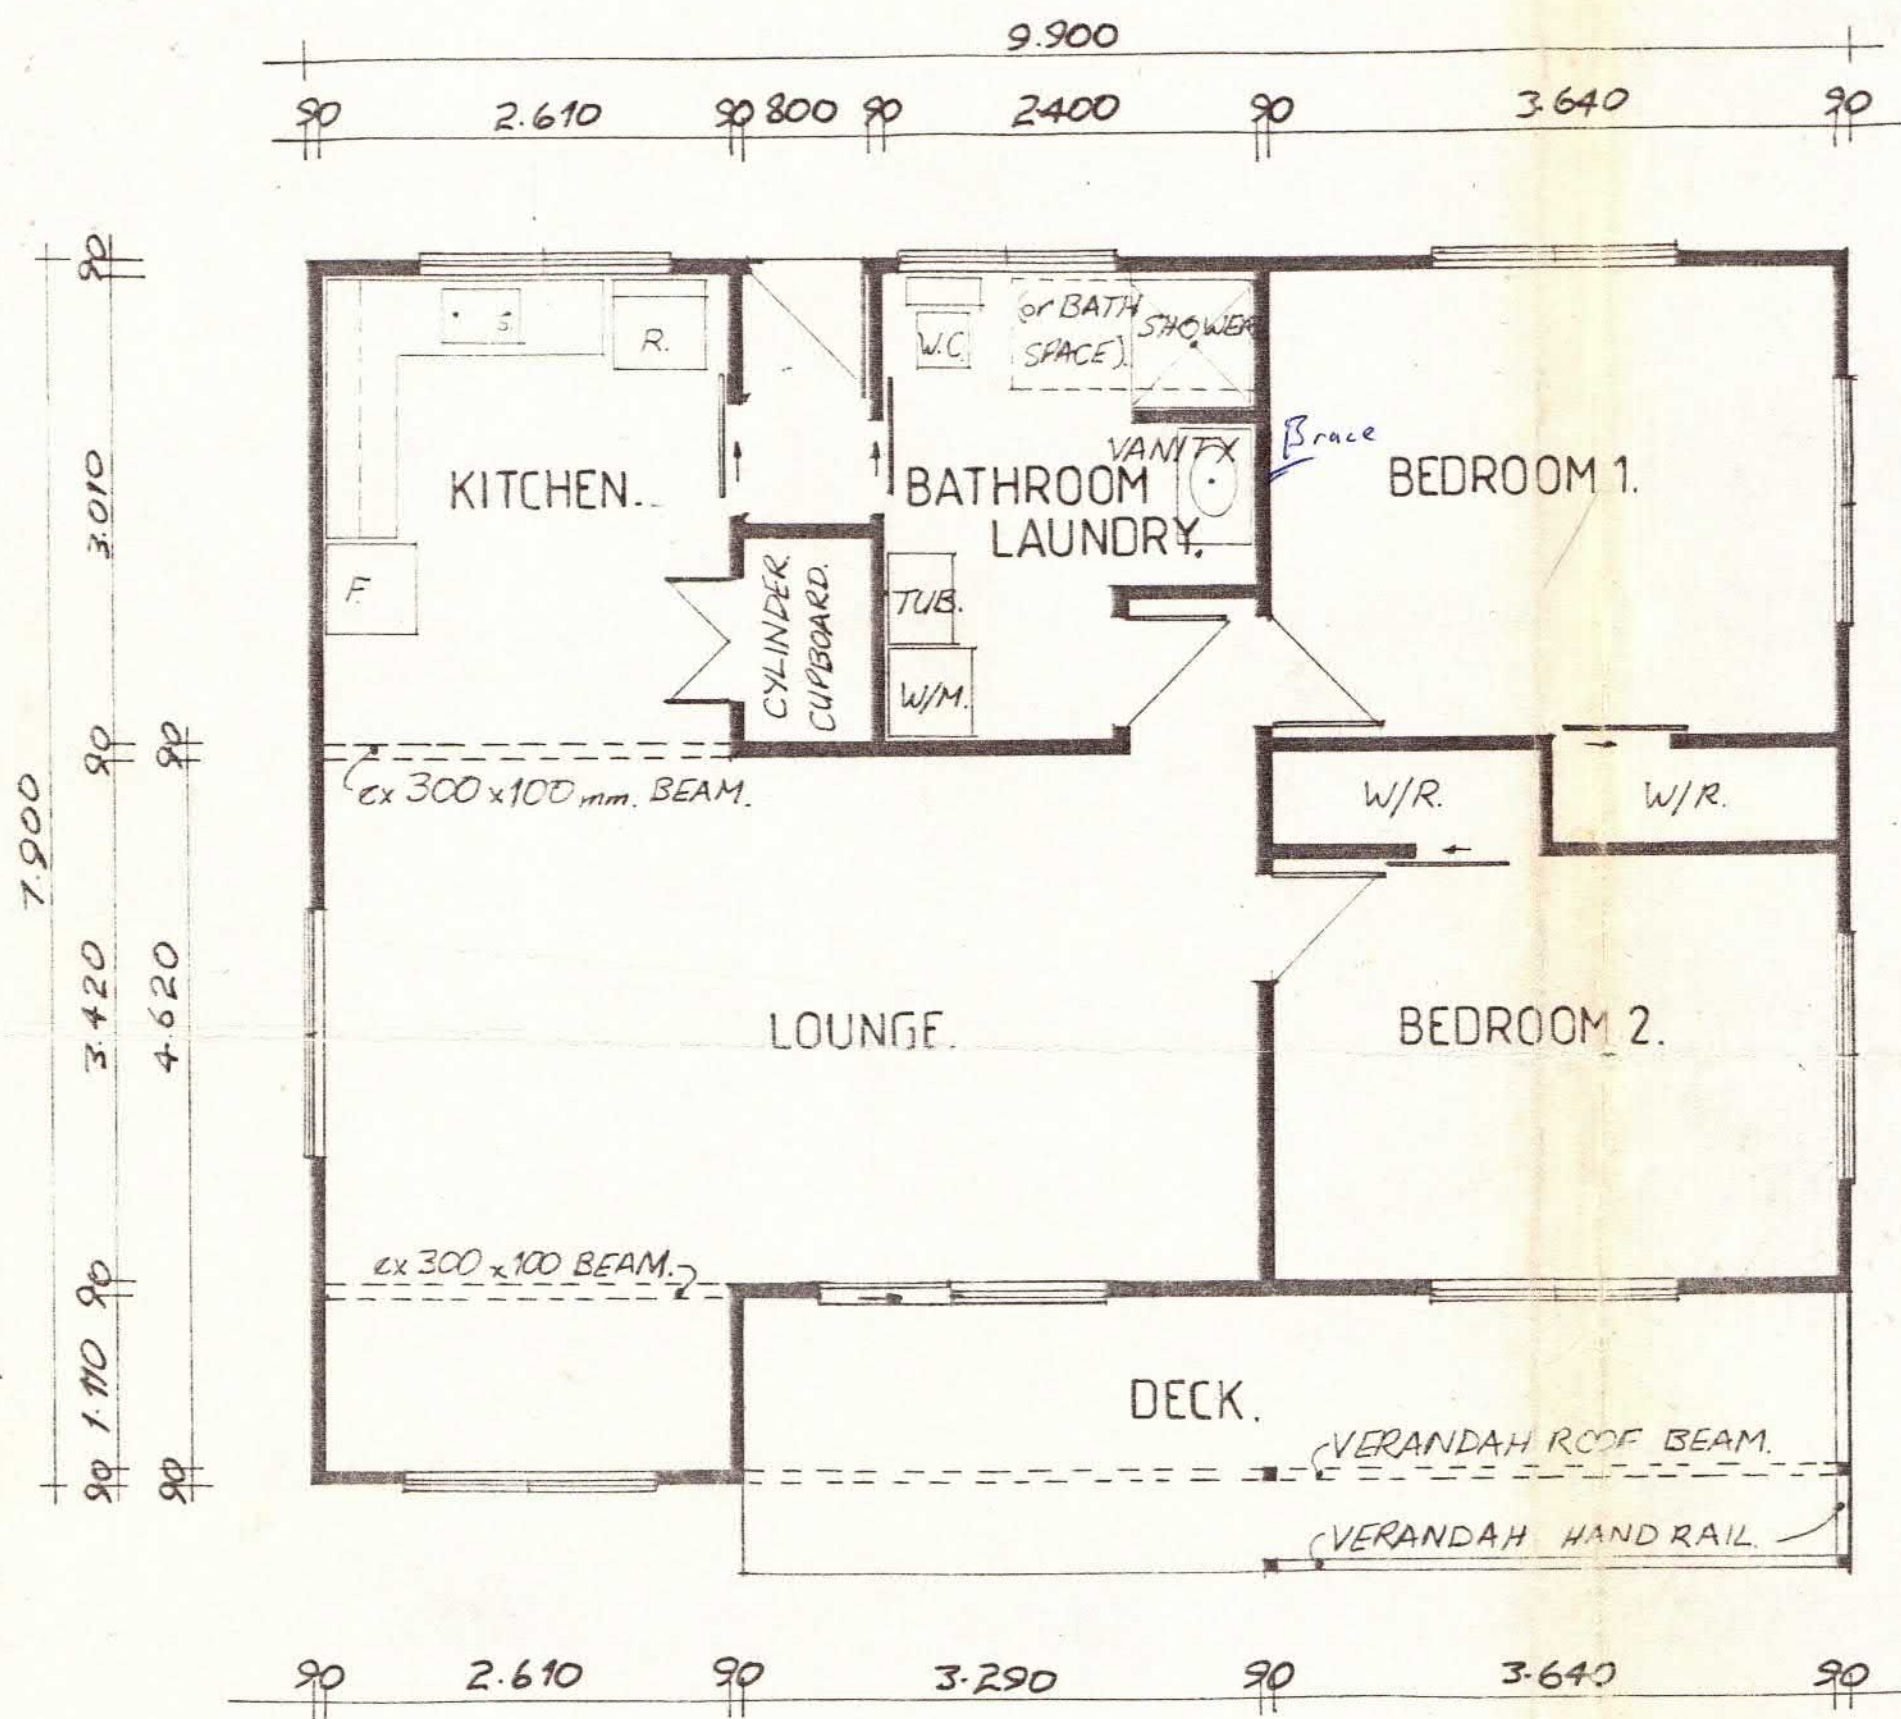 9.900
90 2.610 90 800 90 2400 90 3.640 90
90
3.010
90
90
7.900
3.420
4.620
90
1.110
90
90
S
R.
W.C.
(or BATH
SPACE).
SHOWER
KITCHEN.
VANITY
BATHROOM
LAUNDRY.
Brace
BEDROOM 1.
F.
CYLINDER.
CUPBOARD.
TUB.
W/M.
ex 300 x 100 mm. BEAM.
W/R.
W/R.
LOUNGE.
BEDROOM 2.
ex 300 x 100 BEAM.
DECK.
VERANDAH ROOF BEAM.
VERANDAH HAND RAIL
90 2.610 90 3.290 90 3.640 90